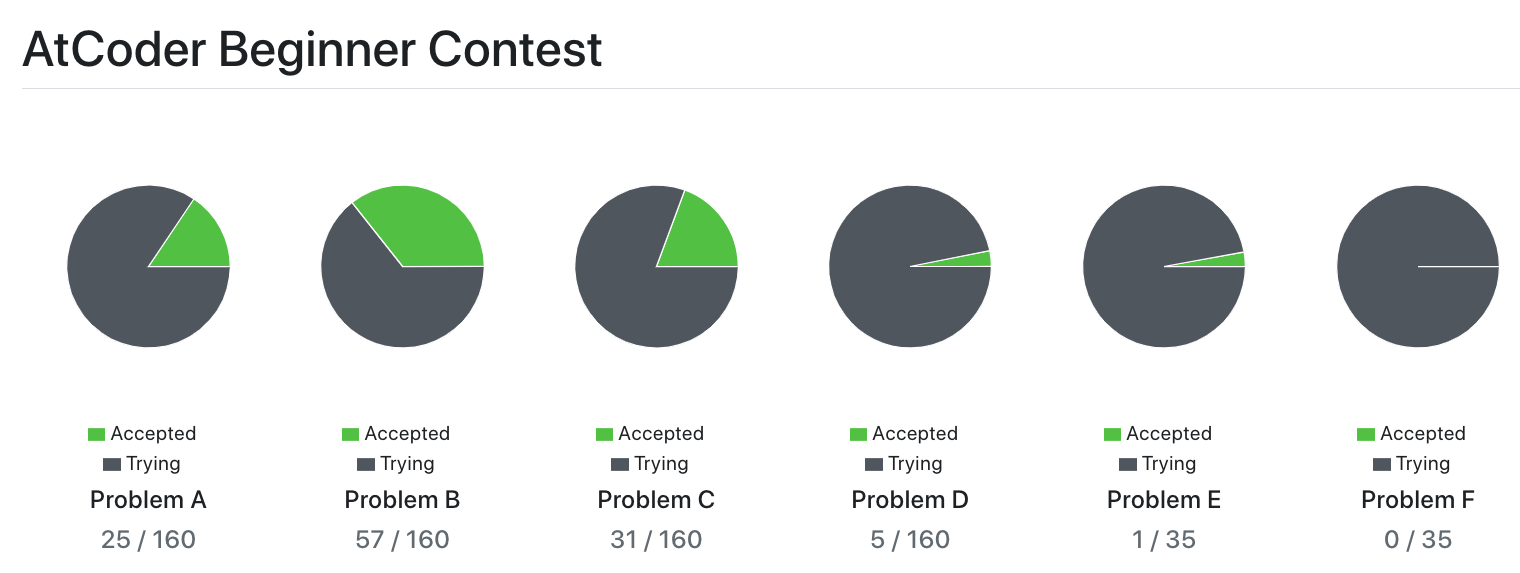 AtCoder Beginner Contest
Accepted
Trying
Problem A
25 / 160
Accepted
Trying
Problem B
57 / 160
Accepted
Trying
Problem C
31 / 160
Accepted
Trying
Problem D
5 / 160
Accepted
Trying
Problem E
1 / 35
Accepted
Trying
Problem F
0 / 35